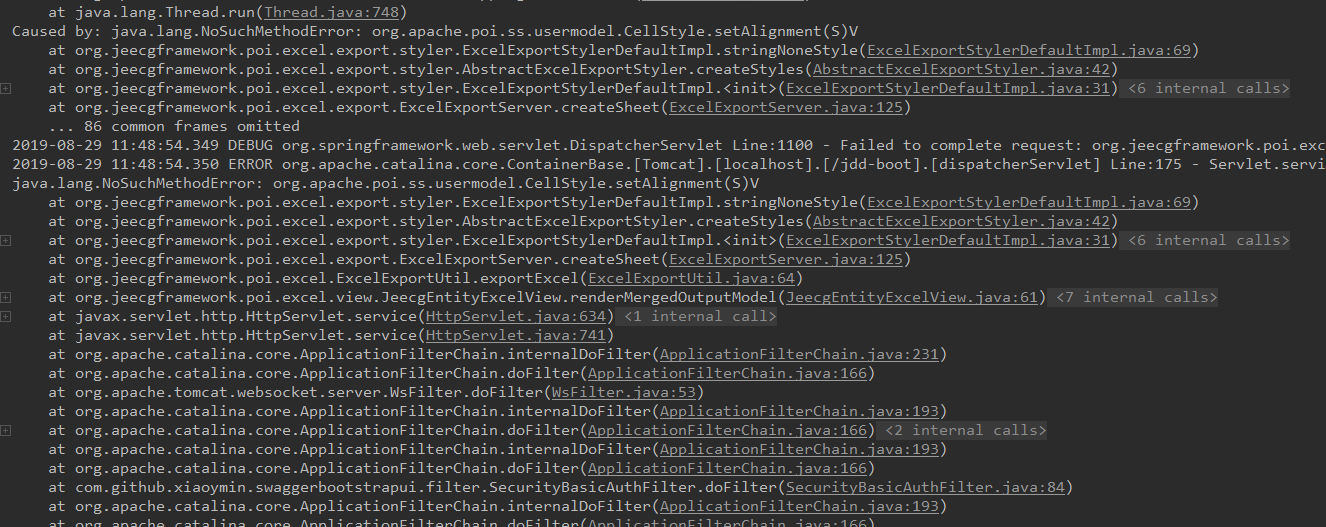 at java.lang.Thread.run(Thread.java:748)
Caused by: java.lang.NoSuchMethodError: org.apache.poi.ss.usermodel.CellStyle.setAlignment(S)V
at org.jeecgframework.poi.excel.export.styler.ExcelExportStylerDefaultImpl.stringNoneStyle(ExcelExportStylerDefaultImpl.java:69)
at org.jeecgframework.poi.excel.export.styler.AbstractExcelExportStyler.createStyles(AbstractExcelExportStyler.java:42)
at org.jeecgframework.poi.excel.export.styler.ExcelExportStylerDefaultImpl.<init>(ExcelExportStylerDefaultImpl.java:31) <6 internal calls>
at org.jeecgframework.poi.excel.export.ExcelExportServer.createSheet(ExcelExportServer.java:125)
... 86 common frames omitted
2019-08-29 11:48:54.349 DEBUG org.springframework.web.servlet.DispatcherServlet Line:1100 - Failed to complete request: org.jeecgframework.poi.exc
2019-08-29 11:48:54.350 ERROR org.apache.catalina.core.ContainerBase.[Tomcat].[localhost].[/jdd-boot].[dispatcherServlet] Line:175 - Servlet.servi
java.lang.NoSuchMethodError: org.apache.poi.ss.usermodel.CellStyle.setAlignment(S)V
at org.jeecgframework.poi.excel.export.styler.ExcelExportStylerDefaultImpl.stringNoneStyle(ExcelExportStylerDefaultImpl.java:69)
at org.jeecgframework.poi.excel.export.styler.AbstractExcelExportStyler.createStyles(AbstractExcelExportStyler.java:42)
at org.jeecgframework.poi.excel.export.styler.ExcelExportStylerDefaultImpl.<init>(ExcelExportStylerDefaultImpl.java:31) <6 internal calls>
at org.jeecgframework.poi.excel.export.ExcelExportServer.createSheet(ExcelExportServer.java:125)
at org.jeecgframework.poi.excel.ExcelExportUtil.exportExcel(ExcelExportUtil.java:64)
at org.jeecgframework.poi.excel.view.JeecgEntityExcelView.renderMergedOutputModel(JeecgEntityExcelView.java:61) <7 internal calls>
at javax.servlet.http.HttpServlet.service(HttpServlet.java:634) <1 internal call>
at javax.servlet.http.HttpServlet.service(HttpServlet.java:741)
at org.apache.catalina.core.ApplicationFilterChain.internalDoFilter(ApplicationFilterChain.java:231)
at org.apache.catalina.core.ApplicationFilterChain.doFilter(ApplicationFilterChain.java:166)
at org.apache.tomcat.websocket.server.WsFilter.doFilter(WsFilter.java:53)
at org.apache.catalina.core.ApplicationFilterChain.internalDoFilter(ApplicationFilterChain.java:193)
at org.apache.catalina.core.ApplicationFilterChain.doFilter(ApplicationFilterChain.java:166) <2 internal calls>
at org.apache.catalina.core.ApplicationFilterChain.internalDoFilter(ApplicationFilterChain.java:193)
at org.apache.catalina.core.ApplicationFilterChain.doFilter(ApplicationFilterChain.java:166)
at com.github.xiaoymin.swaggerbootstrapui.filter.SecurityBasicAuthFilter.doFilter(SecurityBasicAuthFilter.java:84)
at org.apache.catalina.core.ApplicationFilterChain.internalDoFilter(ApplicationFilterChain.java:193)
at org.apache.catalina.core.ApplicationFilterChain.doFilter(ApplicationFilterChain.java:166)